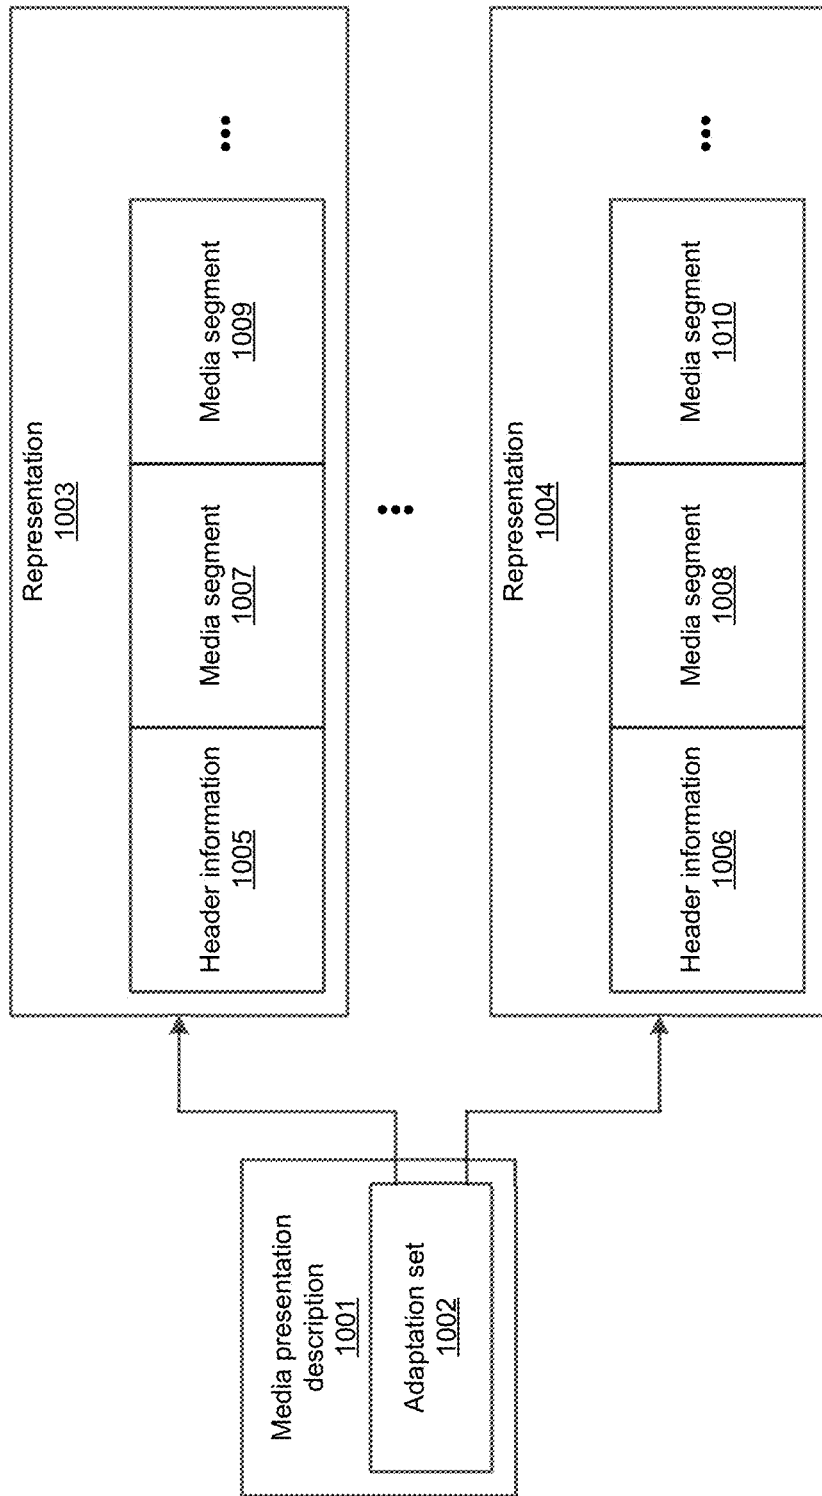 Media presentation
description
1001
Adaptation set
1002
Representation
1003
Header information
1005
Media segment
1007
Media segment
1009
•••
•••
Representation
1004
Header information
1006
Media segment
1008
Media segment
1010
•••